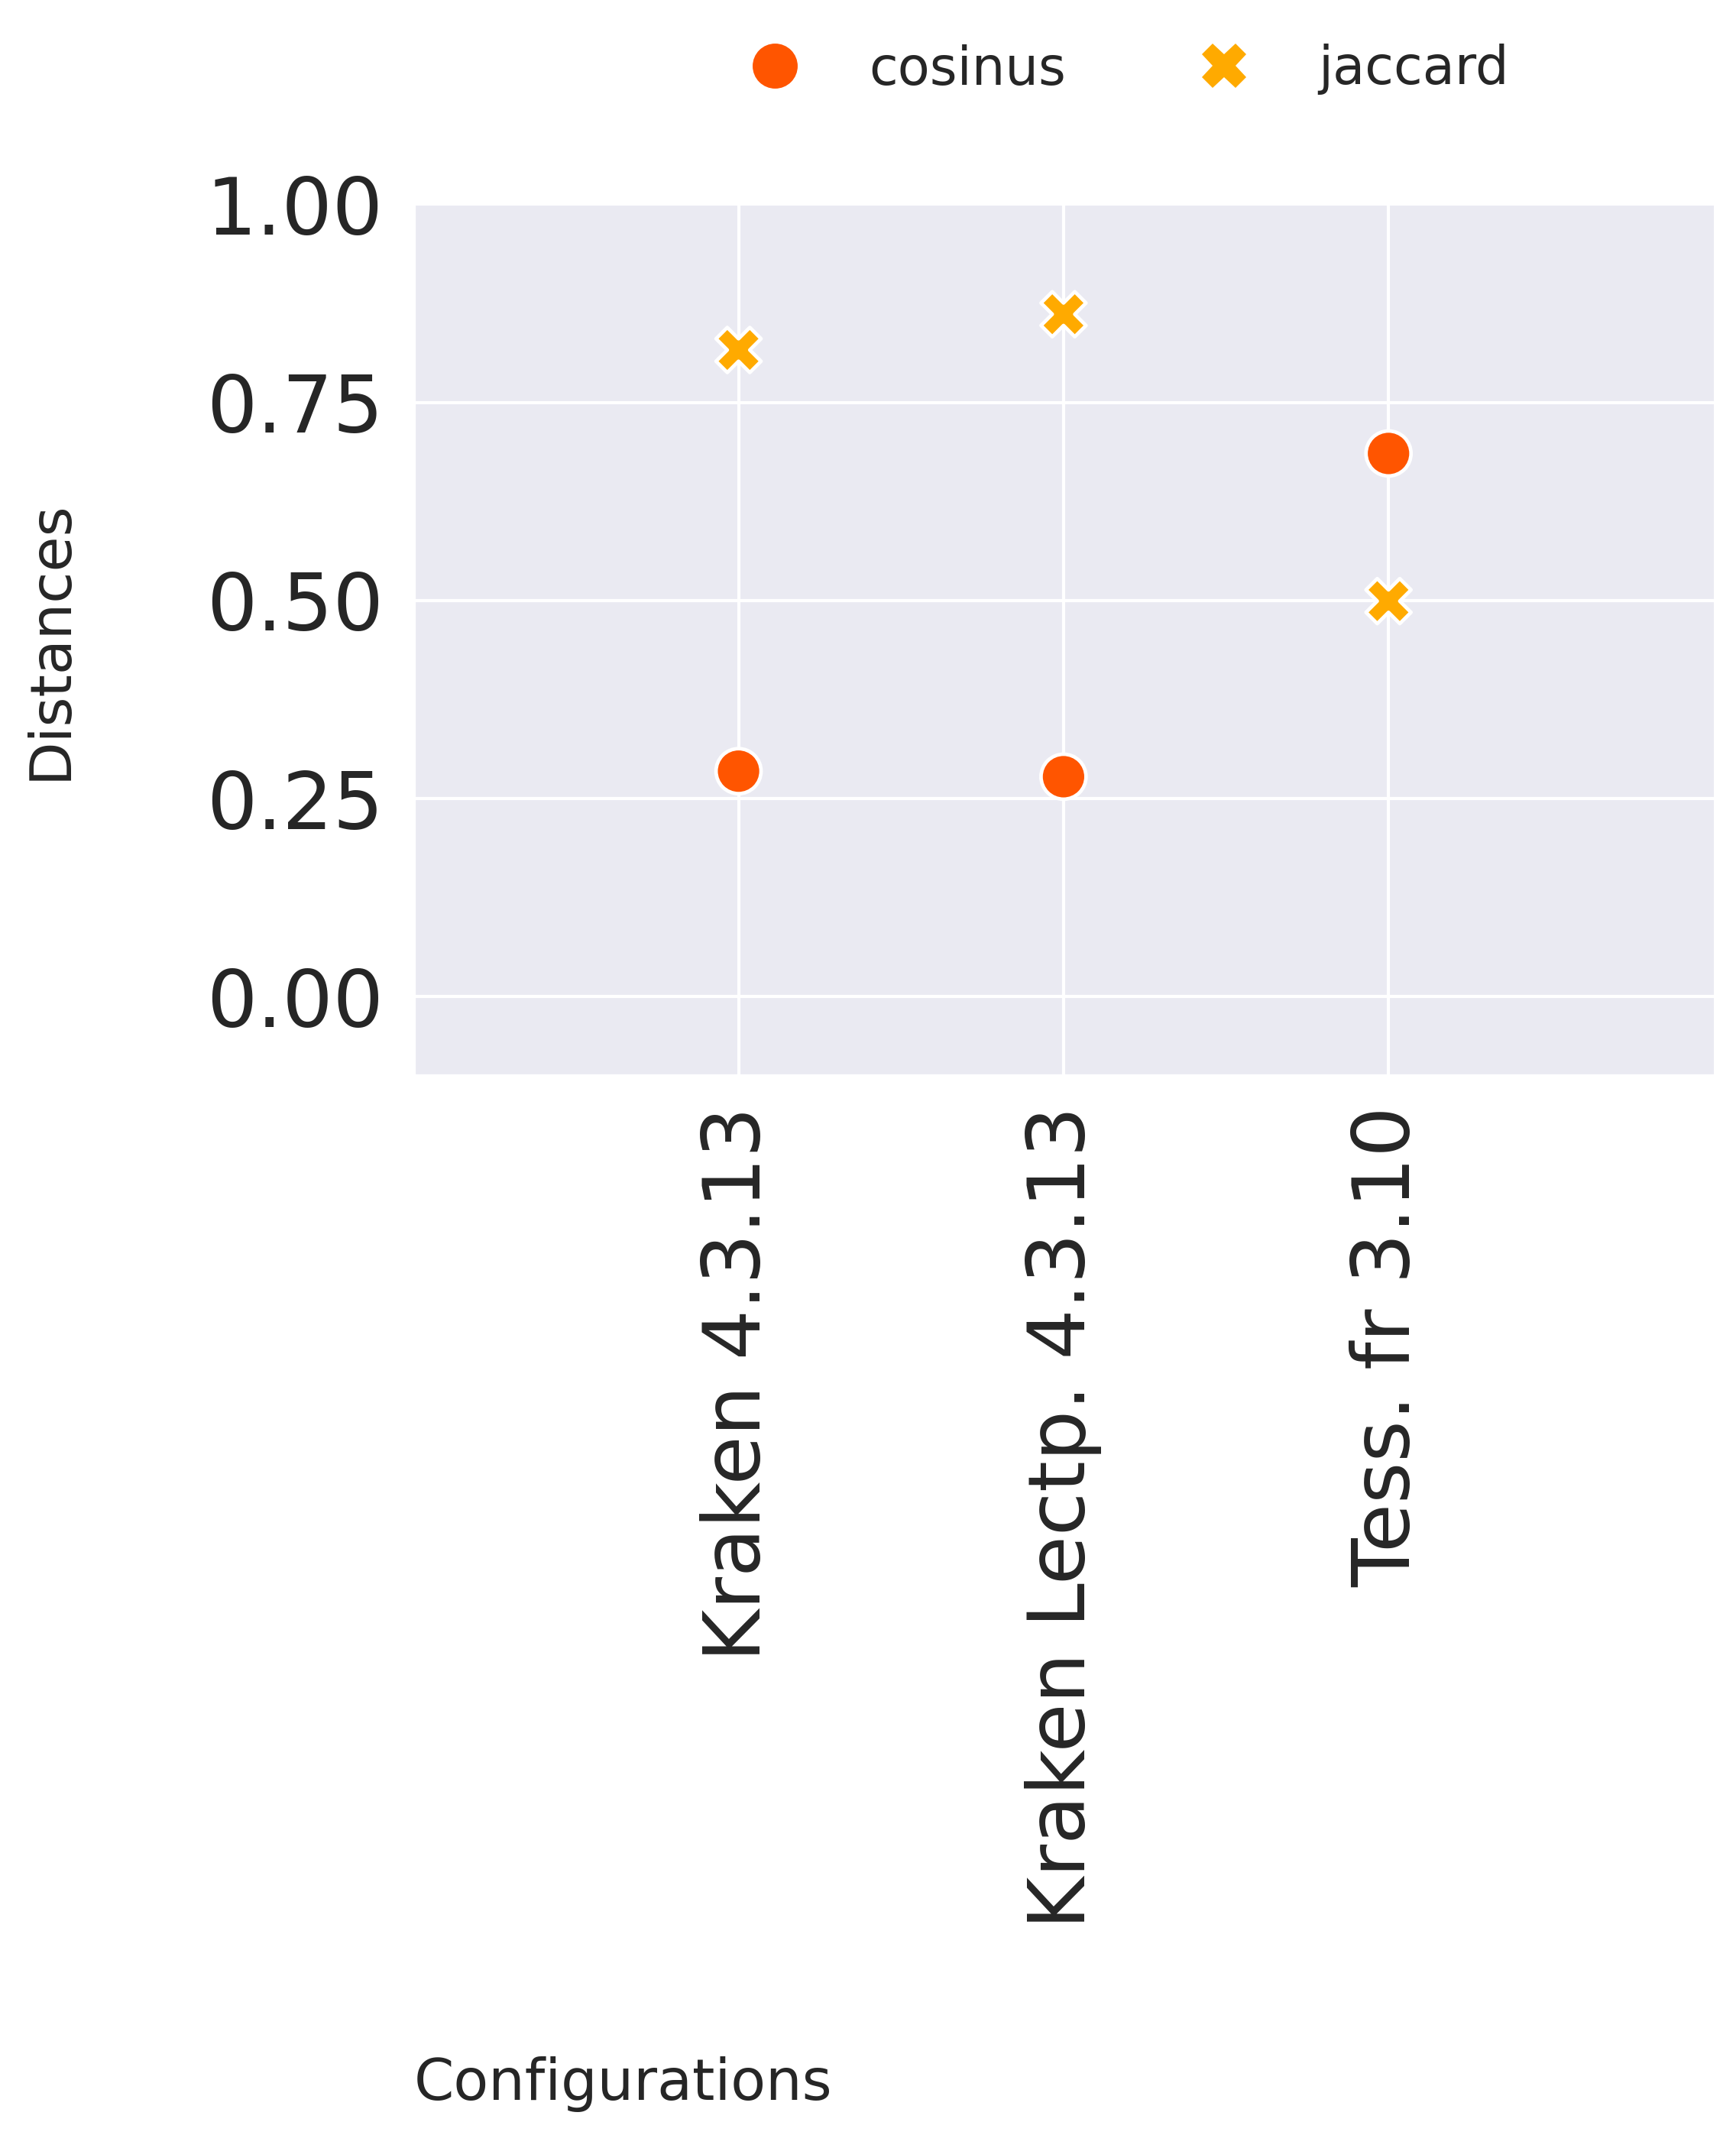 cosinus jaccard
1.00
0.75
0.50
0.25
0.00
Distances
Kraken 4.3.13
Kraken Lectp. 4.3.13
Tess. fr 3.10
Configurations